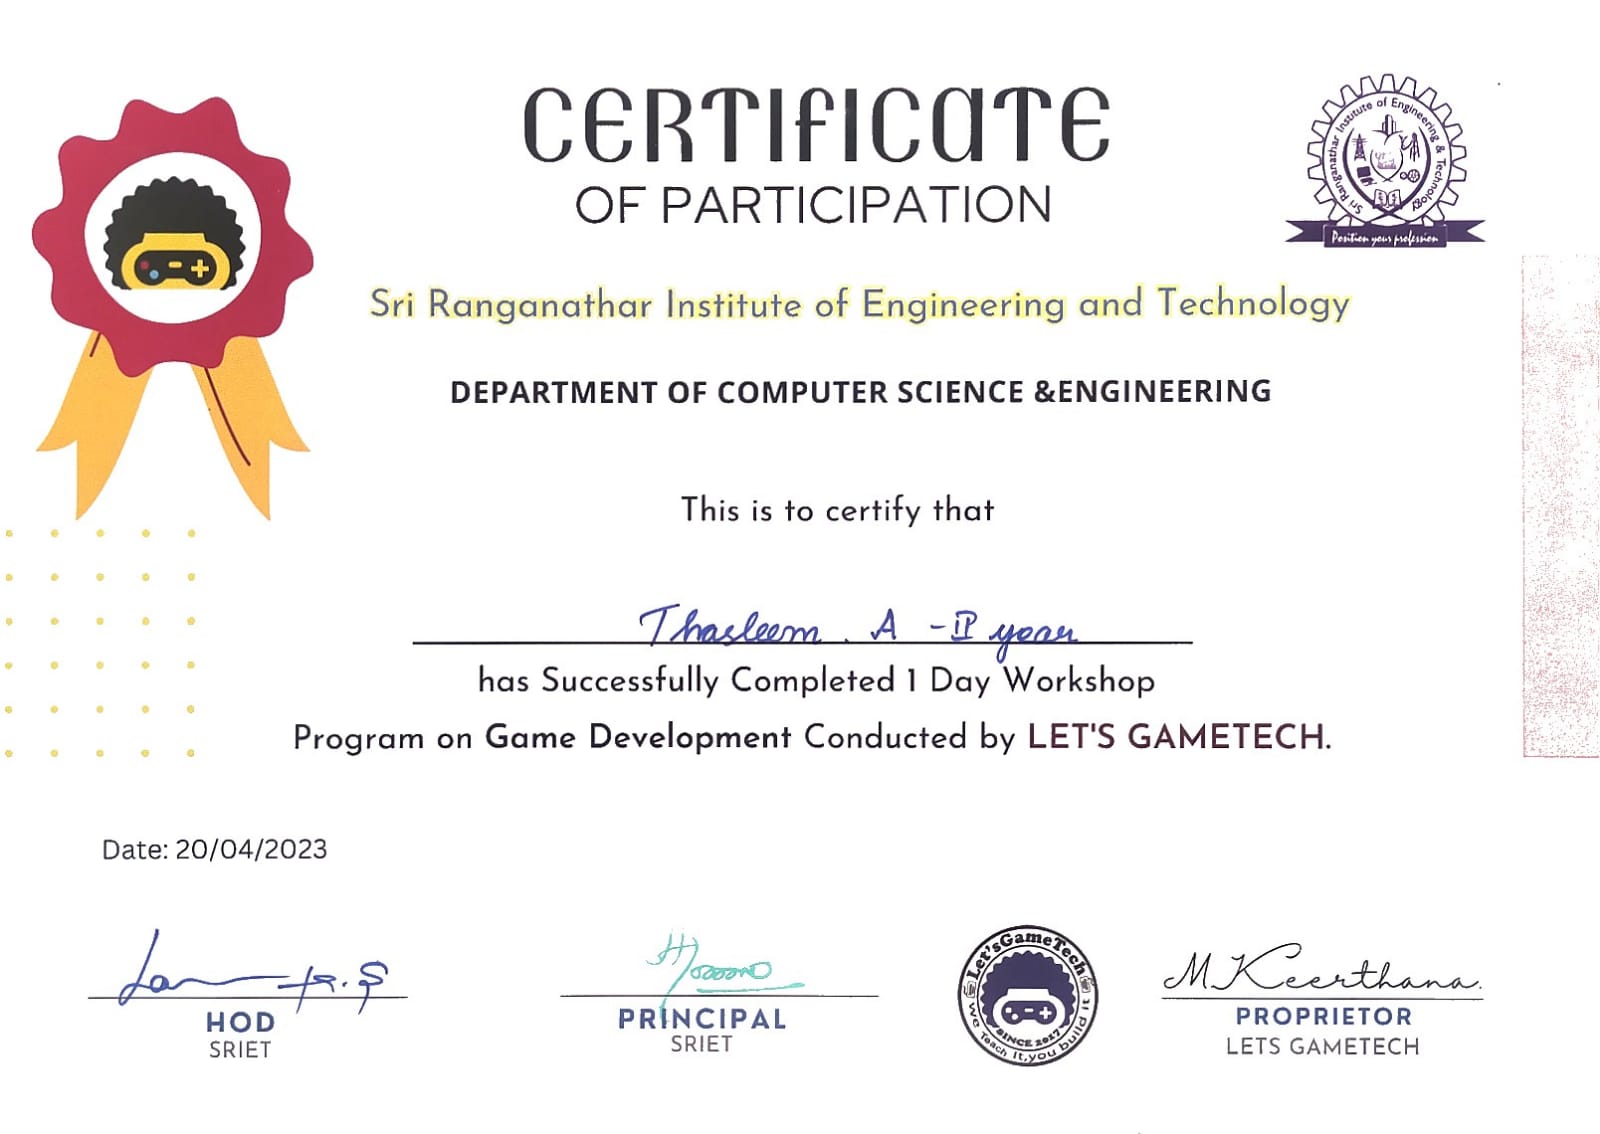 CERTIFICATE
OF PARTICIPATION
Sri Ranganathar Institute of Engineering & Technology
Position your profession
Sri Ranganathar Institute of Engineering and Technology
DEPARTMENT OF COMPUTER SCIENCE &ENGINEERING
This is to certify that
Thasleem. A - II year
has Successfully Completed 1 Day Workshop
Program on Game Development Conducted by LET'S GAMETECH.
Date: 20/04/2023
HOD
SRIET
PRINCIPAL
SRIET
Let'sGameTech
SINCE 2017
We Teach It,you build it
M Keerthana.
PROPRIETOR
LETS GAMETECH